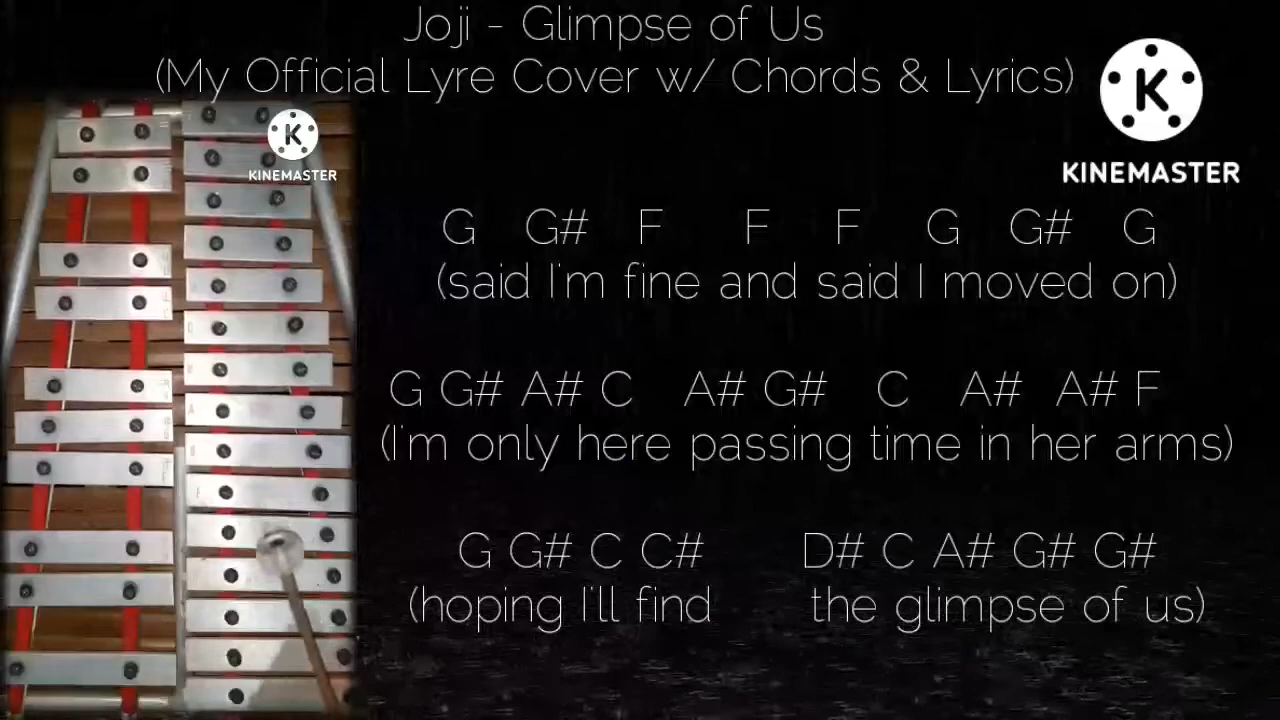 Joji - Glimpse of Us
(My Official Lyre Cover w/ Chords & Lyrics)
K
KINEMASTER
K
KINEMASTER
G G# F F F G G# G
(said I'm fine and said I moved on)
G G# A# C A# G# C A# A# F
(I'm only here passing time in her arms)
G G# C C# D# C A# G# G#
(hoping I'll find the glimpse of us)